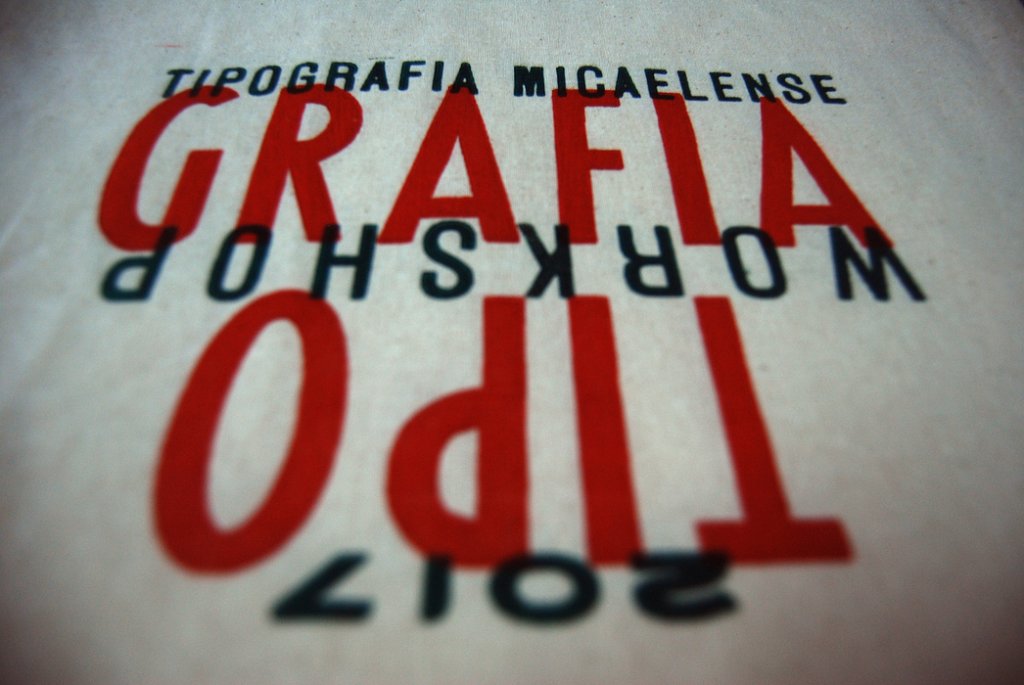 TIPOGRAFIA MICAELENSE
GRAFIA
WORKSHOP
TIPO
2017